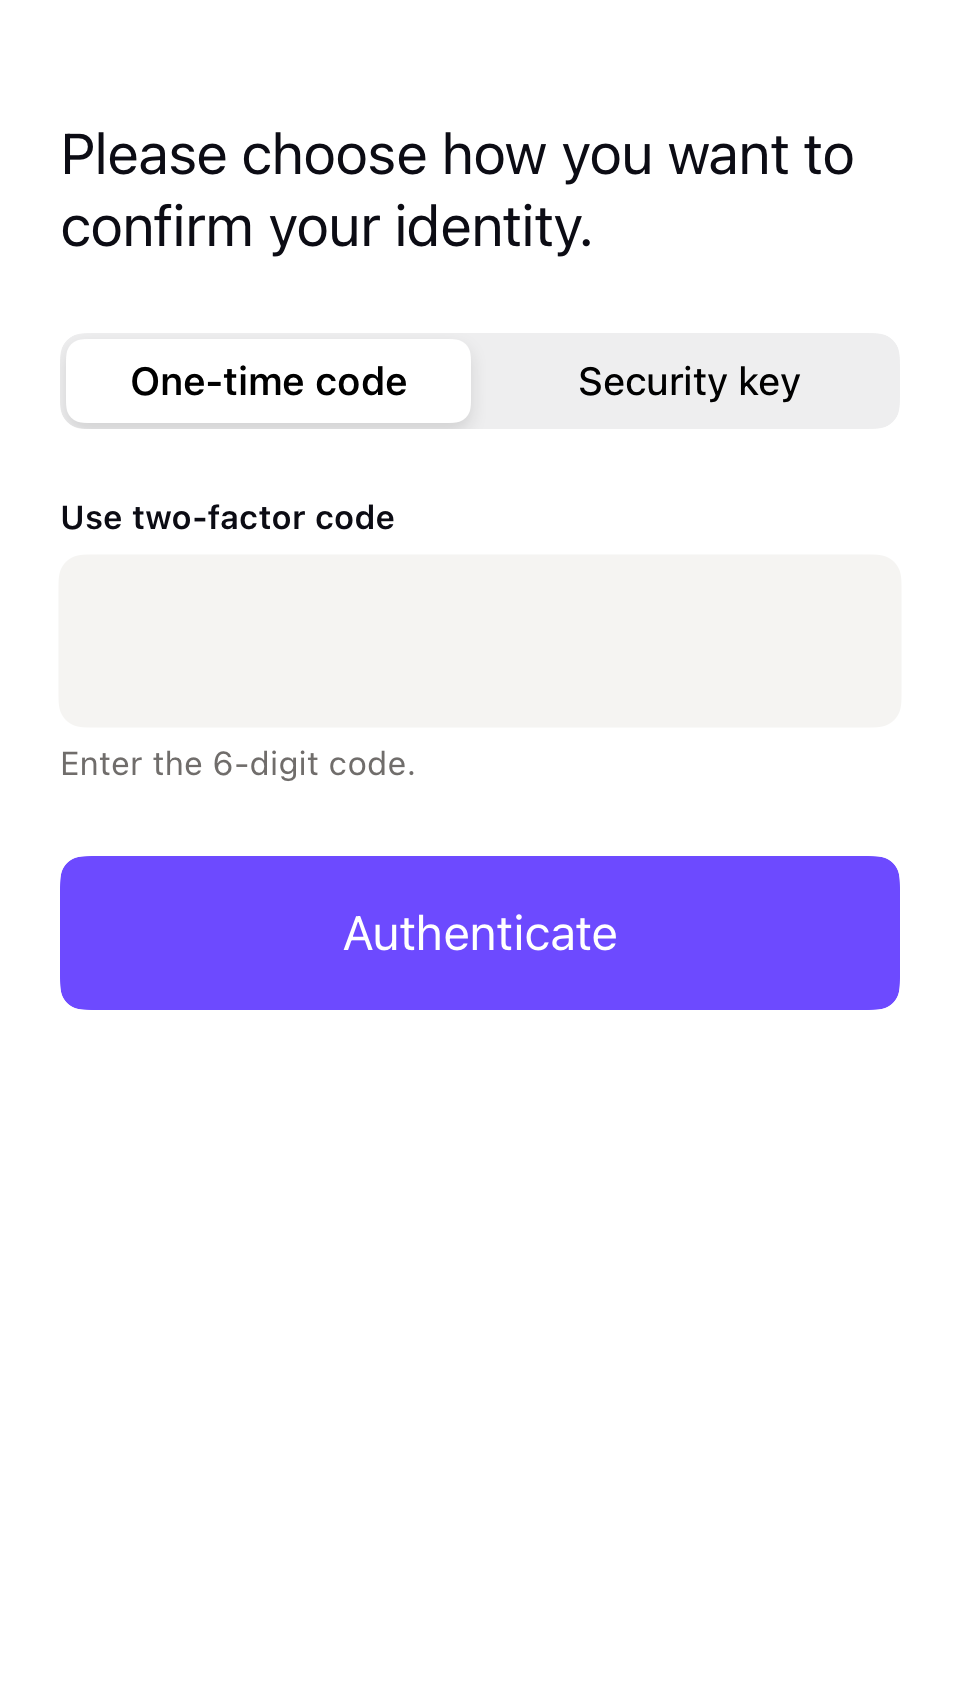 Please choose how you want to
confirm your identity.
One-time code
Security key
Use two-factor code
Enter the 6-digit code.
Authenticate